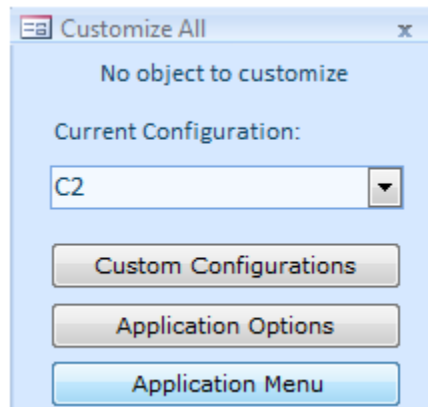 Customize All x
No object to customize
Current Configuration:
C2
Custom Configurations
Application Options
Application Menu